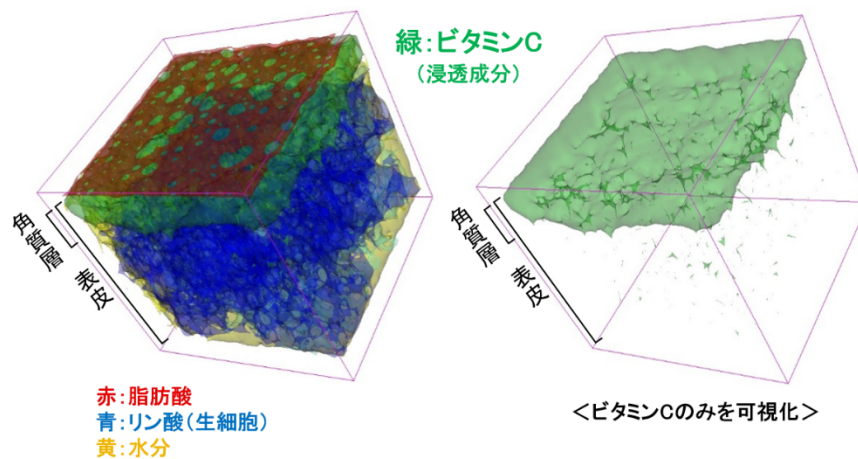 緑:ビタミンC
(浸透成分)
角質層
表皮
角質層
表皮
赤:脂肪酸
青:リン酸(生細胞)
黄:水分
<ビタミンCのみを可視化>